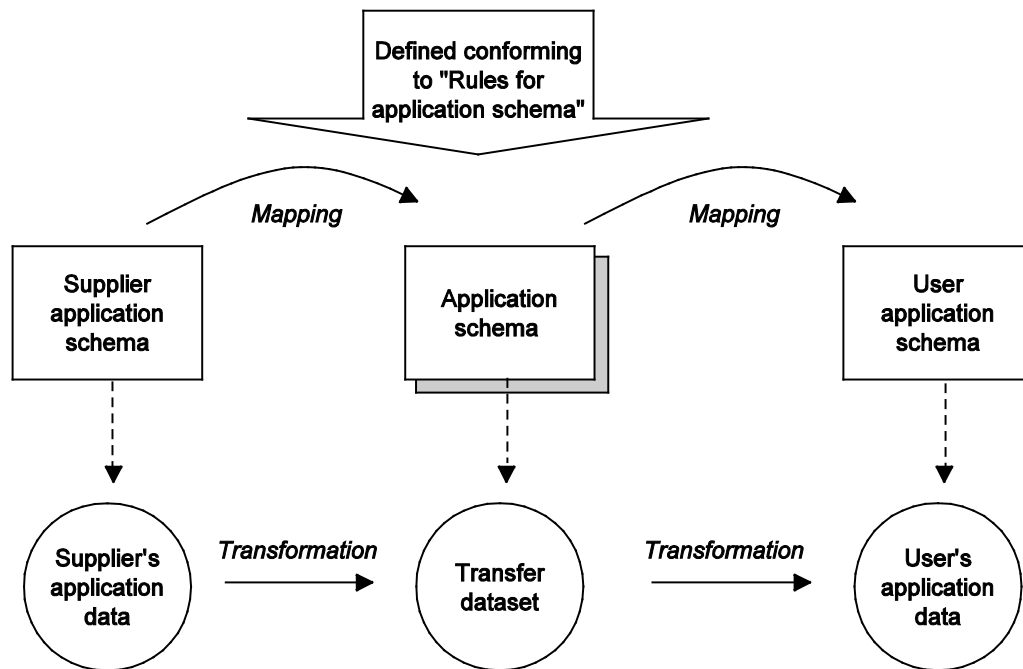 Defined conforming
to "Rules for
application schema"
Mapping
Mapping
Supplier
application
schema
Application
schema
User
application
schema
Supplier's
application
data
Transformation
Transfer
dataset
Transformation
User's
application
data